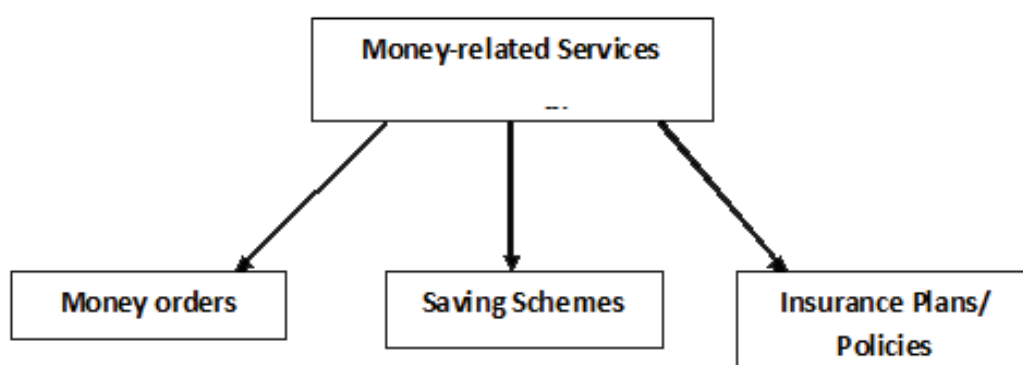 Money-related Services
Money orders
Saving Schemes
Insurance Plans/
Policies